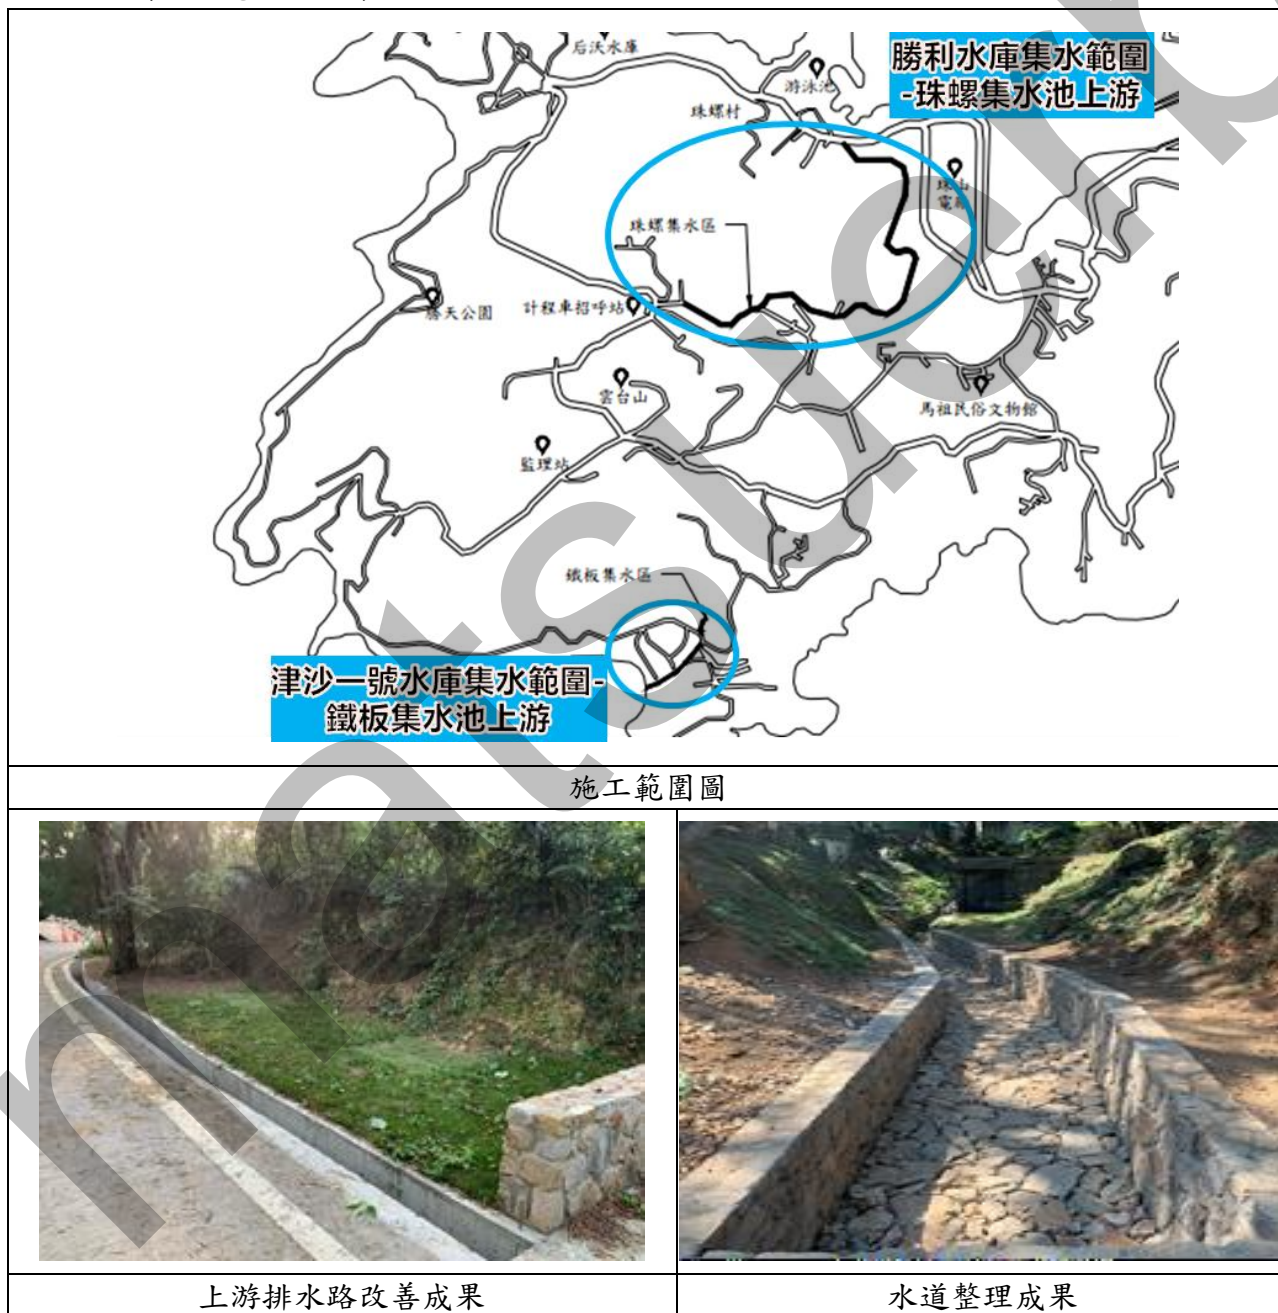 后沃水庫
勝利水庫集水範圍
-珠螺集水池上游
游泳池
珠螺村
珠山
電廠
珠螺集水區
勝天公園
計程車招呼站
雲台山
馬祖民俗文物館
監理站
鐵板集水區
津沙一號水庫集水範圍-
鐵板集水池上游
施工範圍圖
上游排水路改善成果
水道整理成果